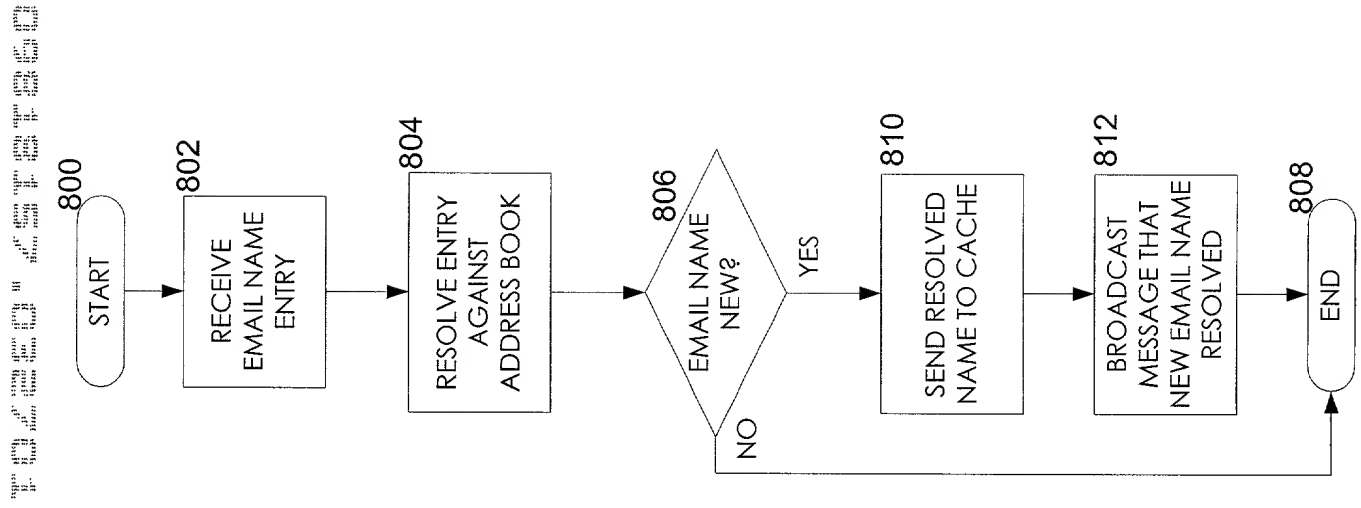 800
START
802
RECEIVE
EMAIL NAME
ENTRY
804
RESOLVE ENTRY
AGAINST
ADDRESS BOOK
806
EMAIL NAME
NEW?
NO
YES
810
SEND RESOLVED
NAME TO CACHE
812
BROADCAST
MESSAGE THAT
NEW EMAIL NAME
RESOLVED
808
END